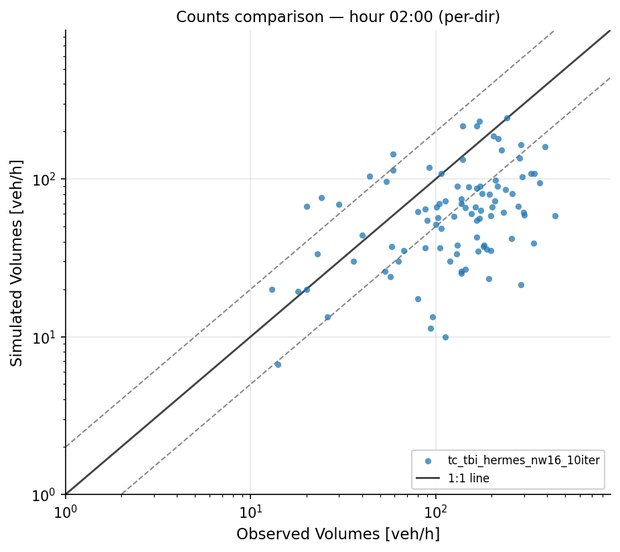 Counts comparison — hour 02:00 (per-dir)
Simulated Volumes [veh/h]
10²
10¹
10⁰
10⁰ 10¹ 10²
Observed Volumes [veh/h]
tc_tbi_hermes_nw16_10iter
1:1 line